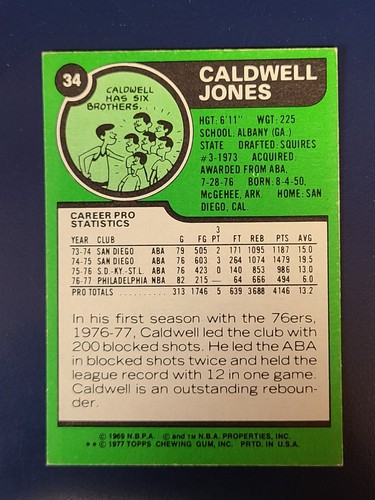 34
CALDWELL
HAS SIX
BROTHERS.
CALDWELL
JONES
HGT: 6'11" WGT: 225
SCHOOL: ALBANY (GA.)
STATE DRAFTED: SQUIRES
#3-1973 ACQUIRED:
AWARDED FROM ABA,
7-28-76 BORN: 8-4-50,
McGEHEE, ARK. HOME: SAN
DIEGO, CAL.
CAREER PRO
STATISTICS
3
YEAR CLUB G FG PT FT REB PTS AVG
73-74 SAN DIEGO ABA 79 505 2 171 1095 1187 15.0
74-75 SAN DIEGO ABA 76 603 3 264 1074 1479 19.5
75-76 S.D.-KY.-ST.L. ABA 76 423 0 140 853 986 13.0
76-77 PHILADELPHIA NBA 82 215 — 64 666 494 6.0
PRO TOTALS .......... 313 1746 5 639 3688 4146 13.2
In his first season with the 76ers,
1976-77, Caldwell led the club with
200 blocked shots. He led the ABA
in blocked shots twice and held the
league record with 12 in one game.
Caldwell is an outstanding reboun-
der.
© 1969 N.B.P.A. © and TM N.B.A. PROPERTIES, INC.
** © 1977 TOPPS CHEWING GUM, INC. PRTD. IN U.S.A.